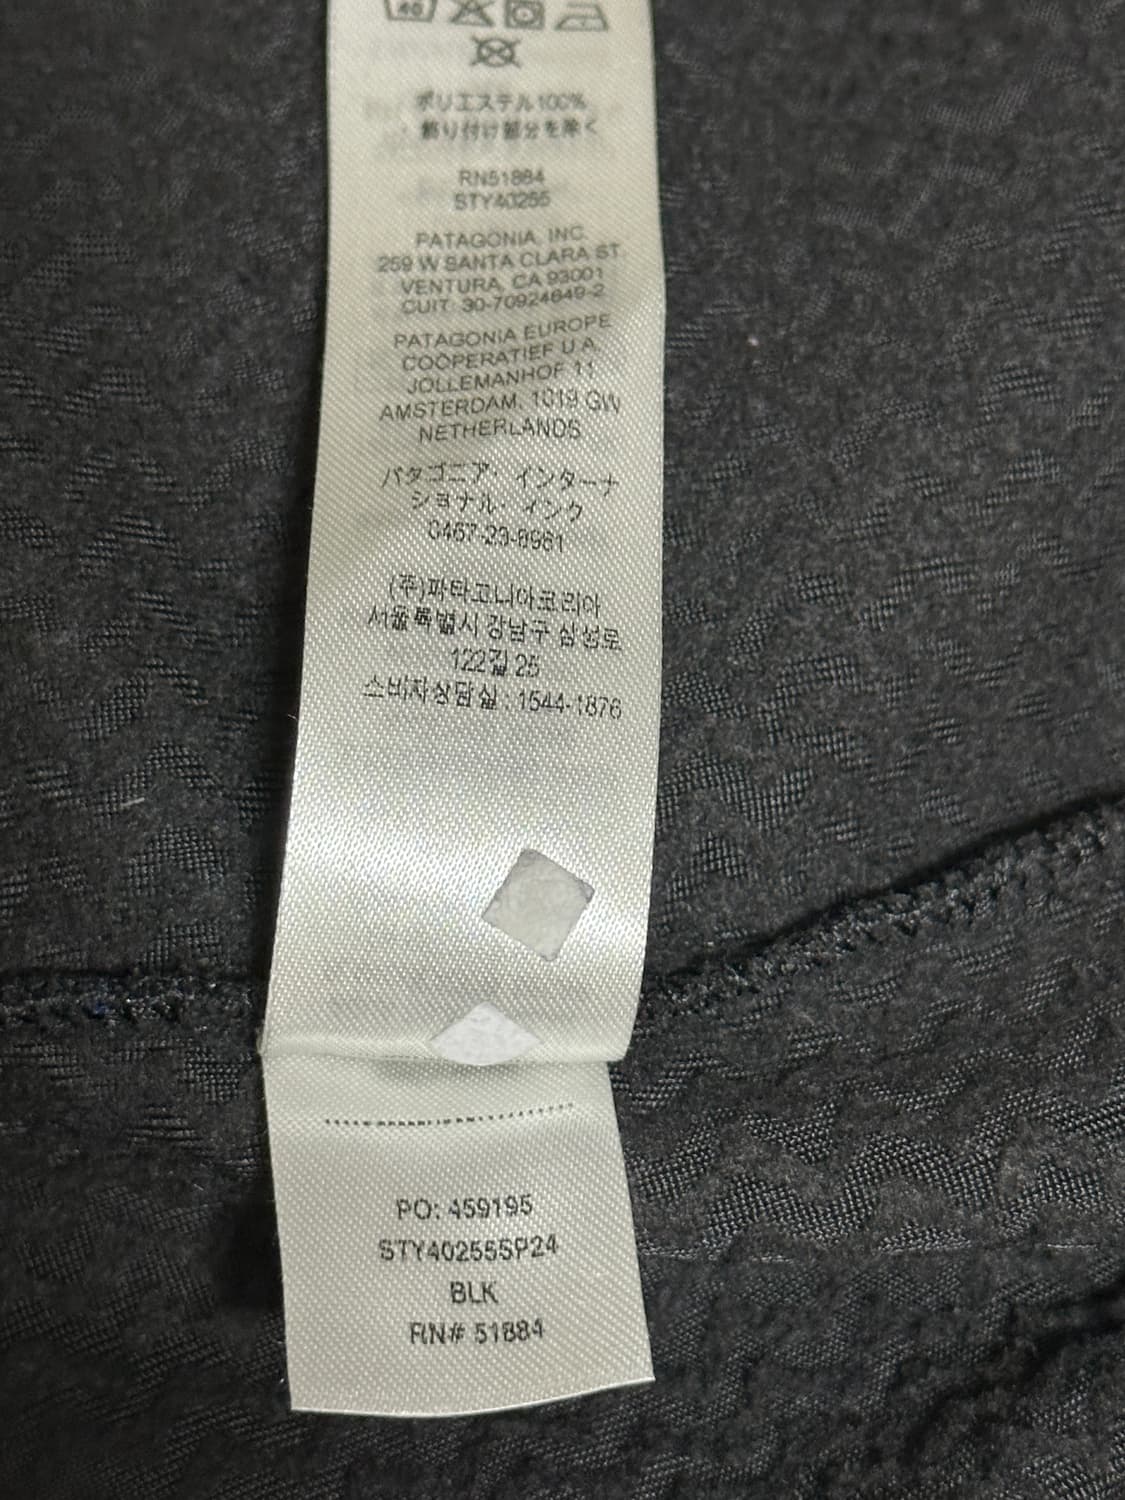 40
ポリエステル100%
飾り付け部分を除く
RN51884
STY40255
PATAGONIA, INC.
259 W SANTA CLARA ST.
VENTURA, CA 93001
CUIT: 30-70924649-2
PATAGONIA EUROPE
COOPERATIEF U.A.
JOLLEMANHOF 11
AMSTERDAM, 1019 GW
NETHERLANDS
パタゴニア・インターナ
ショナル・インク
0467-23-8961
(주)파타고니아코리아
서울특별시 강남구 삼성로
122길 25
소비자상담실 : 1544-1876
PO: 459195
STY40255SP24
BLK
RN# 51884